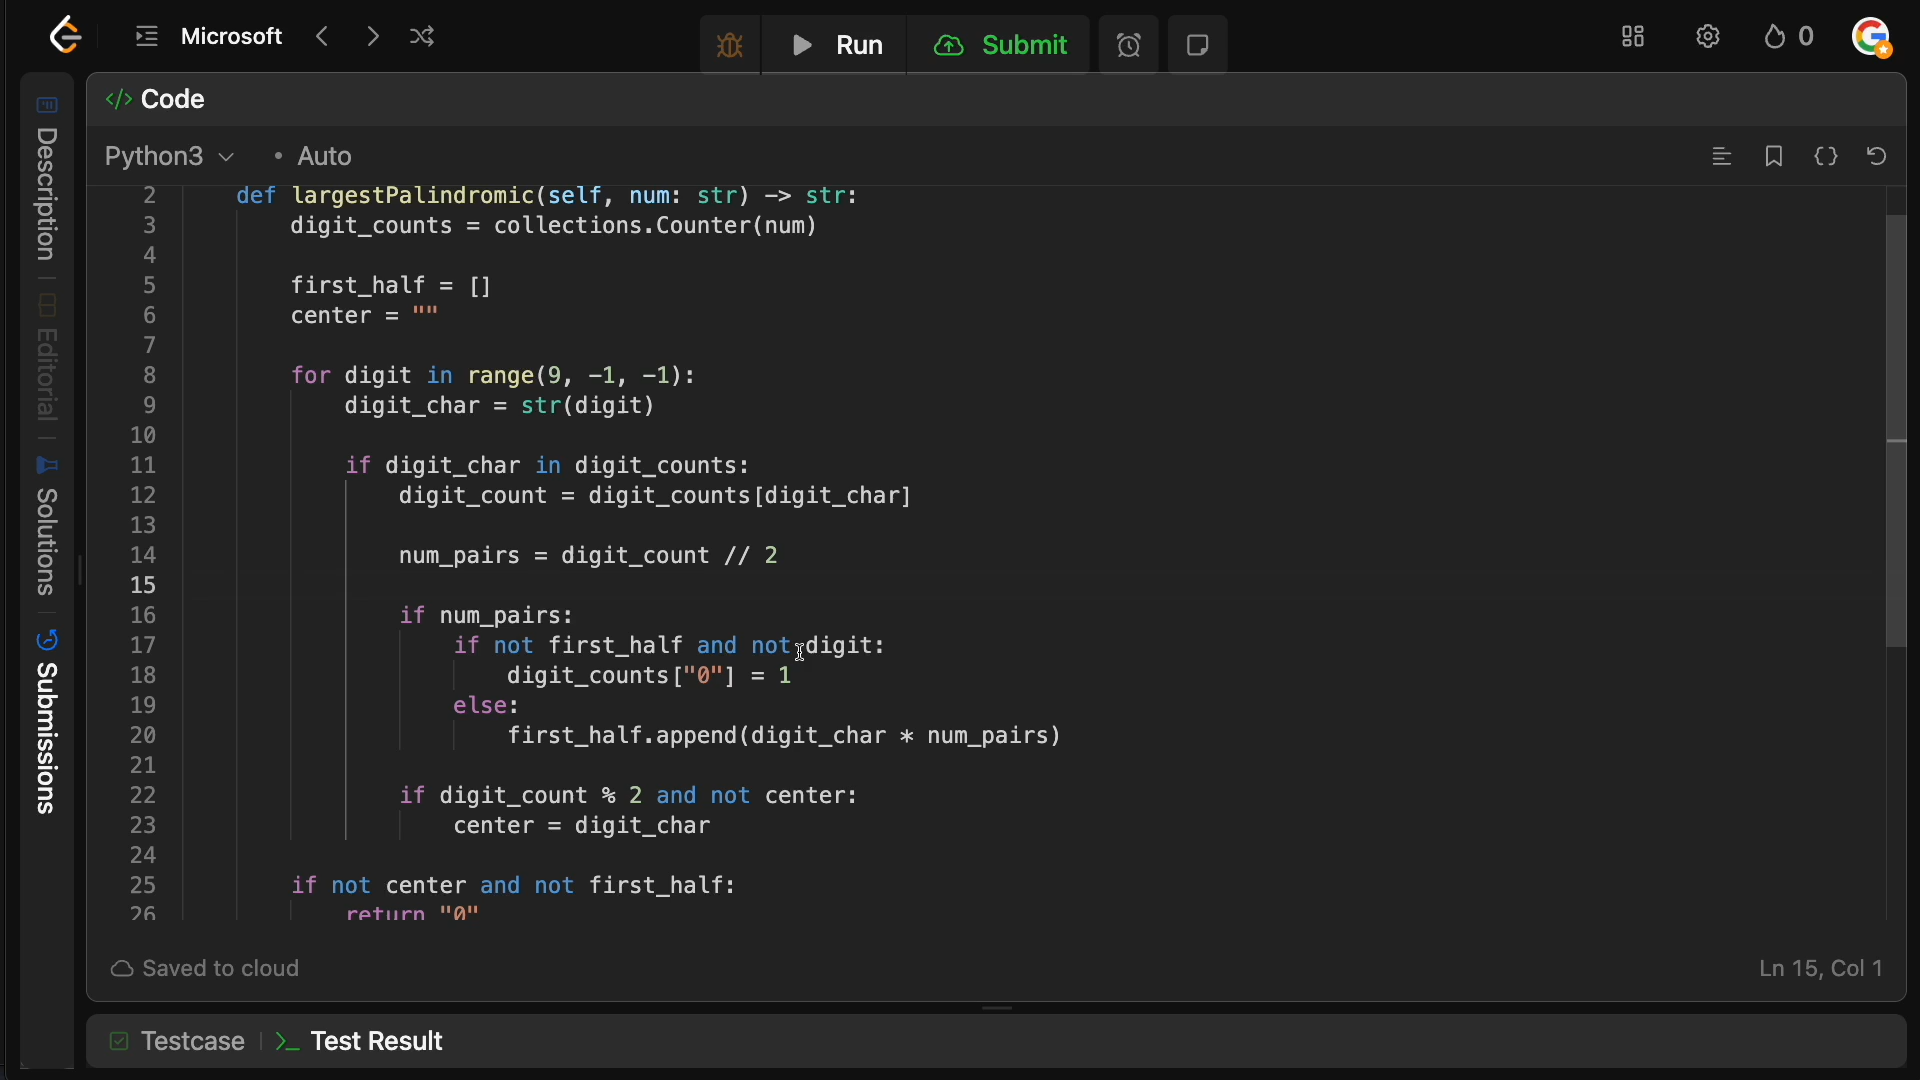 Microsoft
Run
Submit
0
</> Code
Python3
• Auto
Description
Editorial
Solutions
Submissions
2 def largestPalindromic(self, num: str) -> str:
3 digit_counts = collections.Counter(num)
4
5 first_half = []
6 center = ""
7
8 for digit in range(9, -1, -1):
9 digit_char = str(digit)
10
11 if digit_char in digit_counts:
12 digit_count = digit_counts[digit_char]
13
14 num_pairs = digit_count // 2
15
16 if num_pairs:
17 if not first_half and not digit:
18 digit_counts["0"] = 1
19 else:
20 first_half.append(digit_char * num_pairs)
21
22 if digit_count % 2 and not center:
23 center = digit_char
24
25 if not center and not first_half:
26 return "0"
Saved to cloud
Ln 15, Col 1
Testcase
Test Result